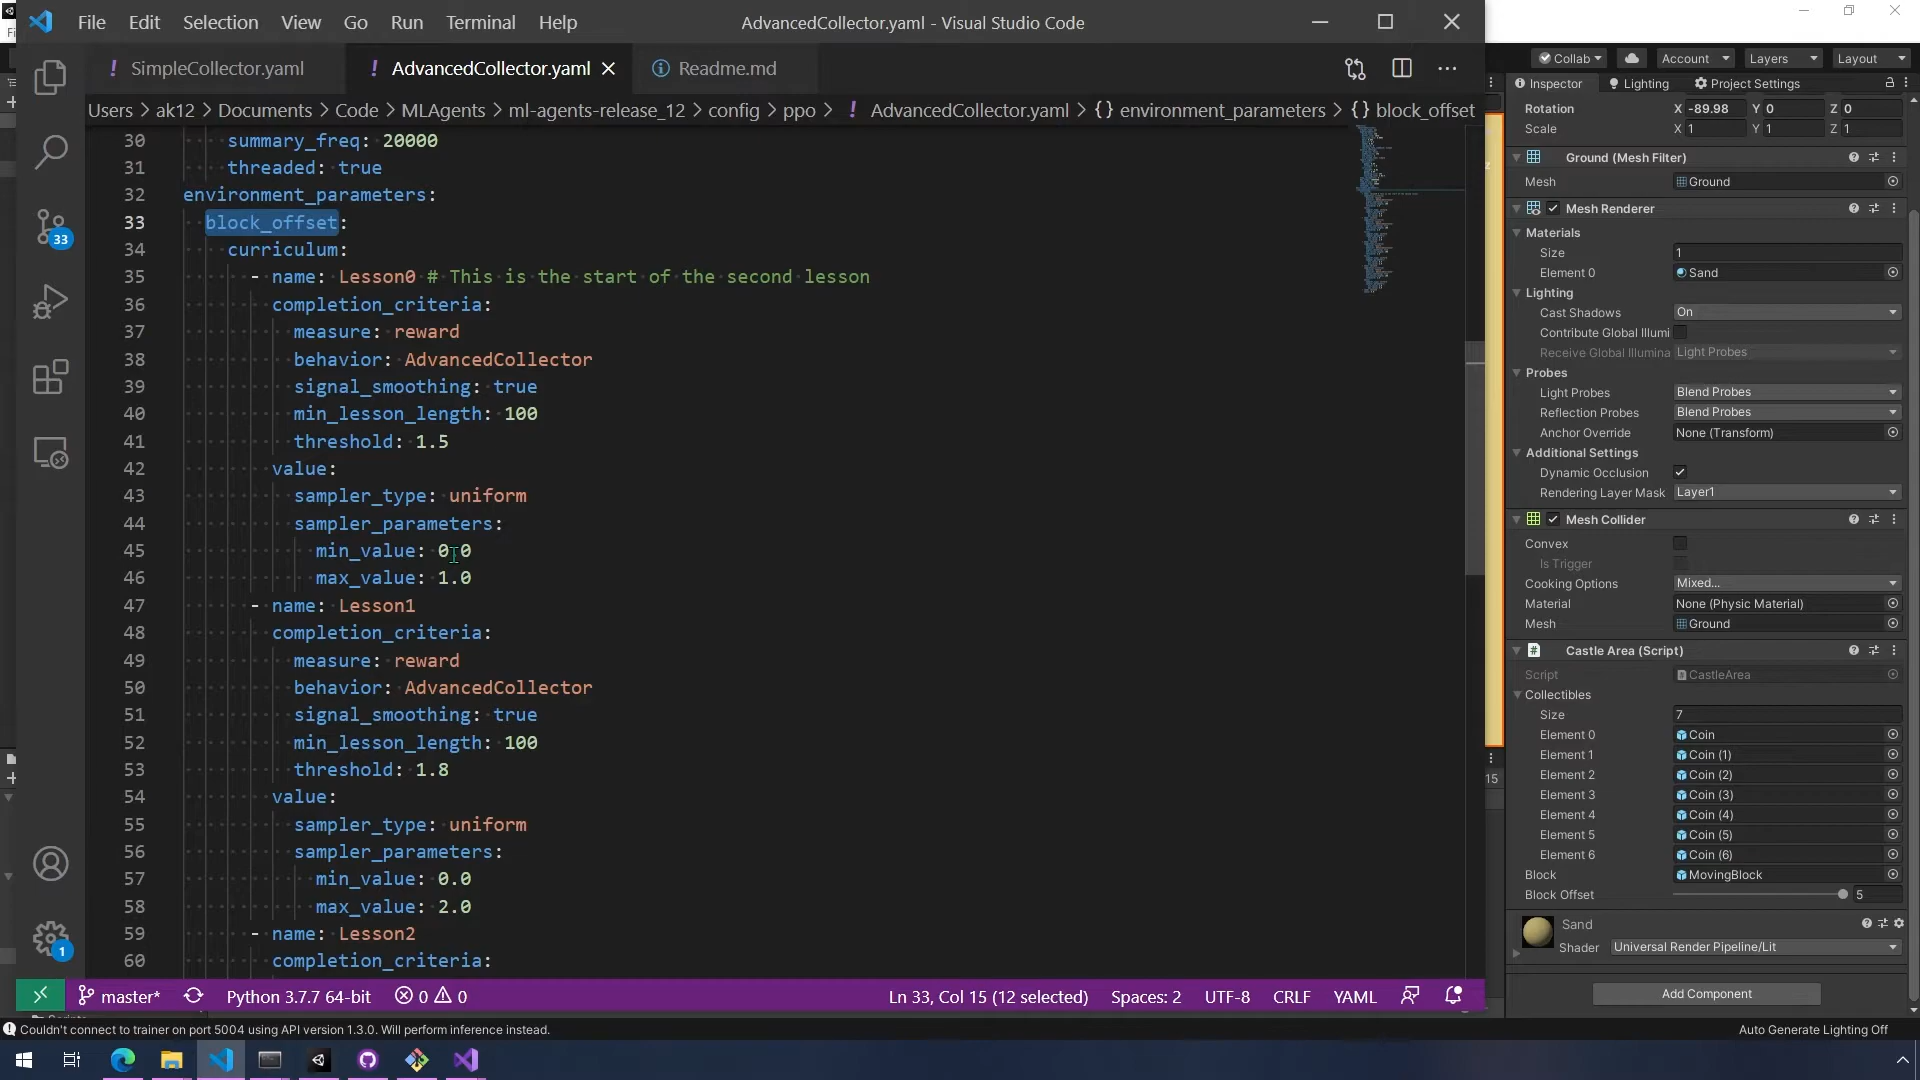 File Edit Selection View Go Run Terminal Help
AdvancedCollector.yaml - Visual Studio Code
! SimpleCollector.yaml
! AdvancedCollector.yaml
Readme.md
Users > ak12 > Documents > Code > MLAgents > ml-agents-release_12 > config > ppo > ! AdvancedCollector.yaml > {} environment_parameters > {} block_offset
30 summary_freq: 20000
31 threaded: true
32 environment_parameters:
33 block_offset:
34 curriculum:
35 - name: Lesson0 # This is the start of the second lesson
36 completion_criteria:
37 measure: reward
38 behavior: AdvancedCollector
39 signal_smoothing: true
40 min_lesson_length: 100
41 threshold: 1.5
42 value:
43 sampler_type: uniform
44 sampler_parameters:
45 min_value: 0.0
46 max_value: 1.0
47 - name: Lesson1
48 completion_criteria:
49 measure: reward
50 behavior: AdvancedCollector
51 signal_smoothing: true
52 min_lesson_length: 100
53 threshold: 1.8
54 value:
55 sampler_type: uniform
56 sampler_parameters:
57 min_value: 0.0
58 max_value: 2.0
59 - name: Lesson2
60 completion_criteria:
33
1
master*
Python 3.7.7 64-bit
0 0
Ln 33, Col 15 (12 selected)
Spaces: 2
UTF-8
CRLF
YAML
Collab
Account
Layers
Layout
Inspector
Lighting
Project Settings
Rotation X -89.98 Y 0 Z 0
Scale X 1 Y 1 Z 1
Ground (Mesh Filter)
Mesh Ground
Mesh Renderer
Materials
Size 1
Element 0 Sand
Lighting
Cast Shadows On
Contribute Global Illumi
Receive Global Illumina Light Probes
Probes
Light Probes Blend Probes
Reflection Probes Blend Probes
Anchor Override None (Transform)
Additional Settings
Dynamic Occlusion
Rendering Layer Mask Layer1
Mesh Collider
Convex
Is Trigger
Cooking Options Mixed...
Material None (Physic Material)
Mesh Ground
Castle Area (Script)
Script CastleArea
Collectibles
Size 7
Element 0 Coin
Element 1 Coin (1)
Element 2 Coin (2)
Element 3 Coin (3)
Element 4 Coin (4)
Element 5 Coin (5)
Element 6 Coin (6)
Block MovingBlock
Block Offset 5
Sand
Shader Universal Render Pipeline/Lit
Add Component
15
Couldn't connect to trainer on port 5004 using API version 1.3.0. Will perform inference instead.
Auto Generate Lighting Off